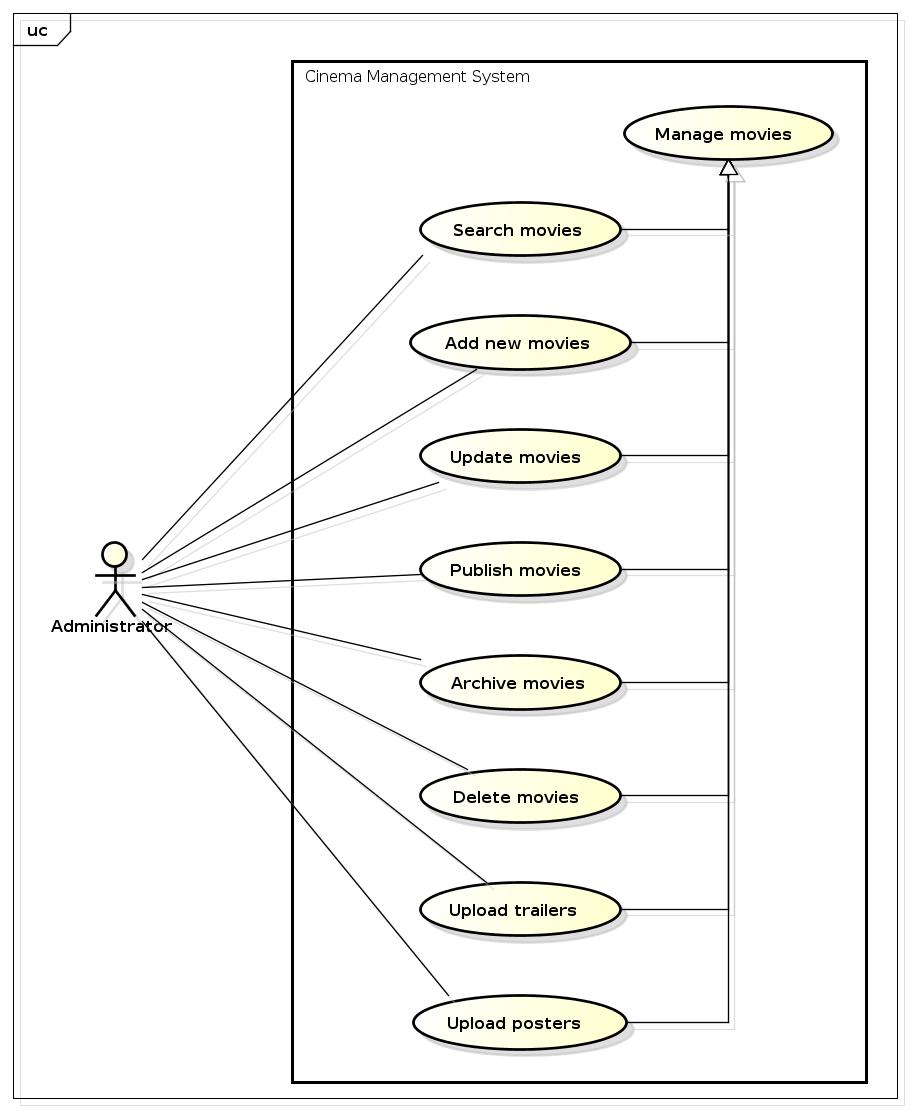 uc
Cinema Management System
Manage movies
Search movies
Add new movies
Update movies
Publish movies
Administrator
Archive movies
Delete movies
Upload trailers
Upload posters